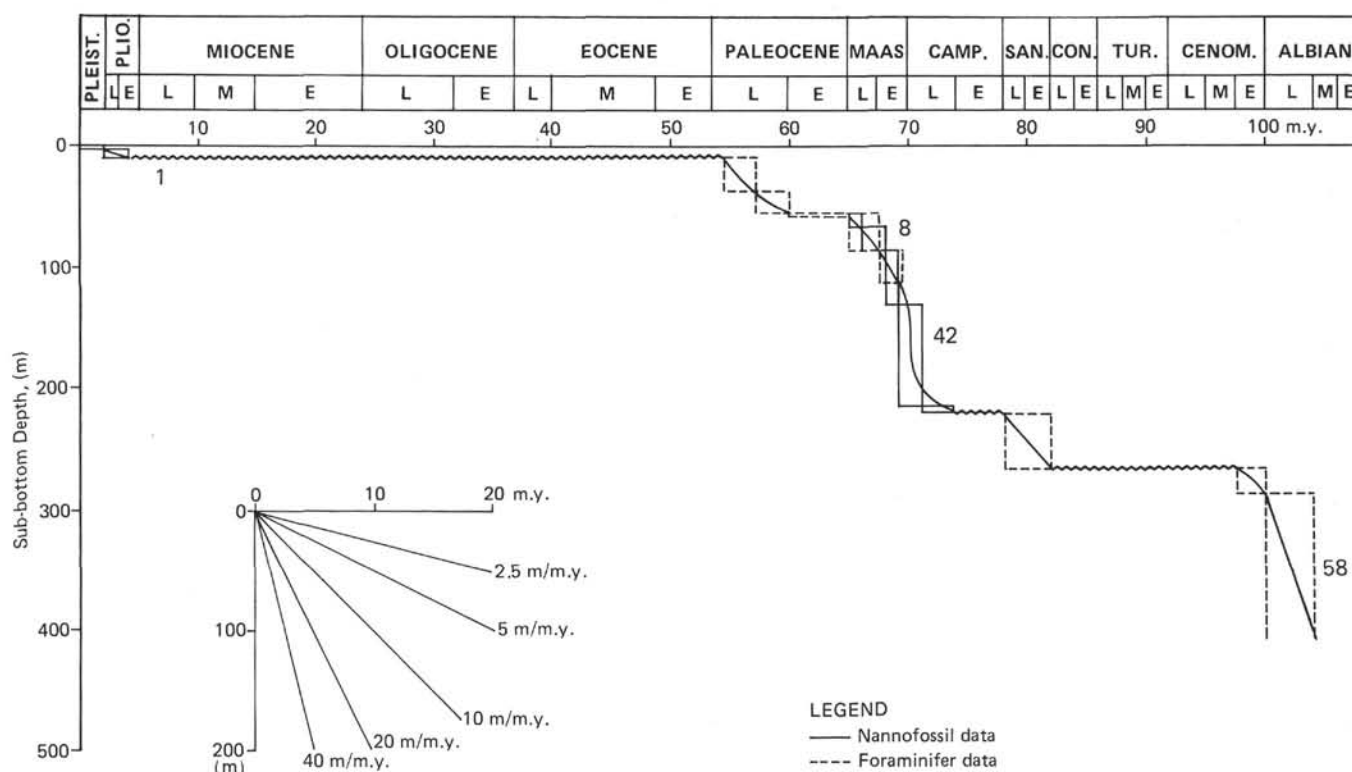 PLEIST. PLIO. MIOCENE OLIGOCENE EOCENE PALEOCENE MAAS CAMP. SAN. CON. TUR. CENOM. ALBIAN
L E L M E L E L M E L E L E L E L E L E L M E L M E L M E
10 20 30 40 50 60 70 80 90 100 m.y.
0
1
8
100
42
200
300
58
400
500
Sub-bottom Depth, (m)
0 10 20 m.y.
0
2.5 m/m.y.
100
5 m/m.y.
10 m/m.y.
20 m/m.y.
200
40 m/m.y.
(m)
LEGEND
Nannofossil data
Foraminifer data